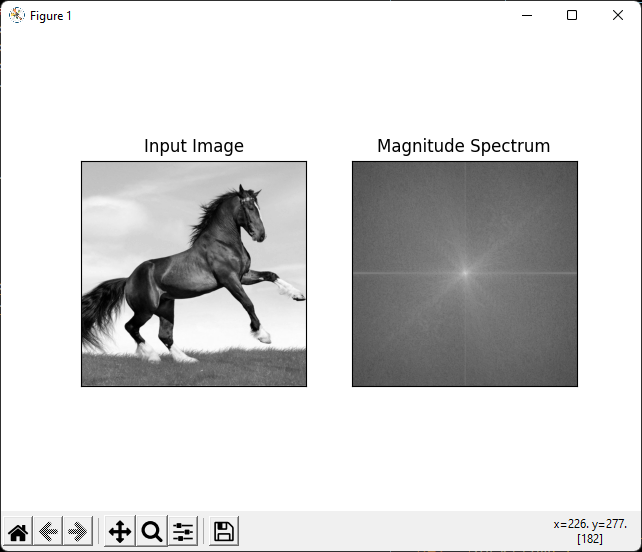 Figure 1
Input Image
Magnitude Spectrum
x=226. y=277.
[182]